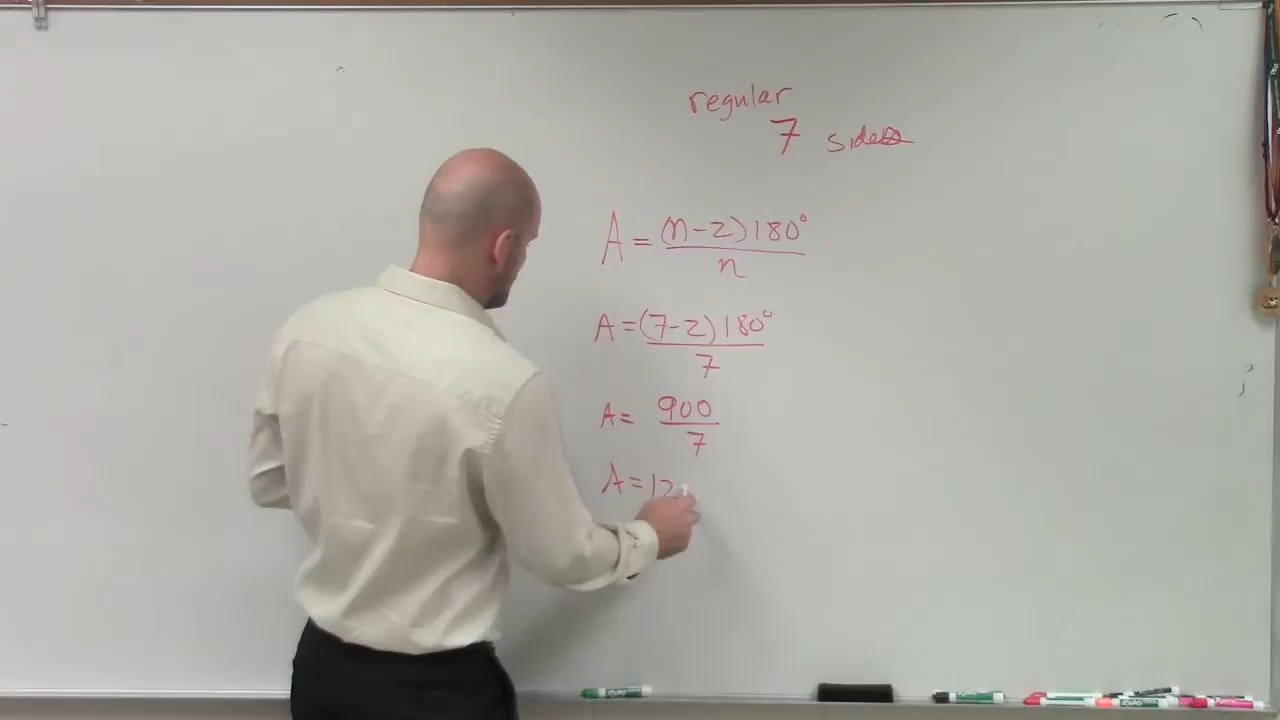 regular
7 sides
A = (n-2)180°
n
A = (7-2)180°
7
A = 900
7
A = 12